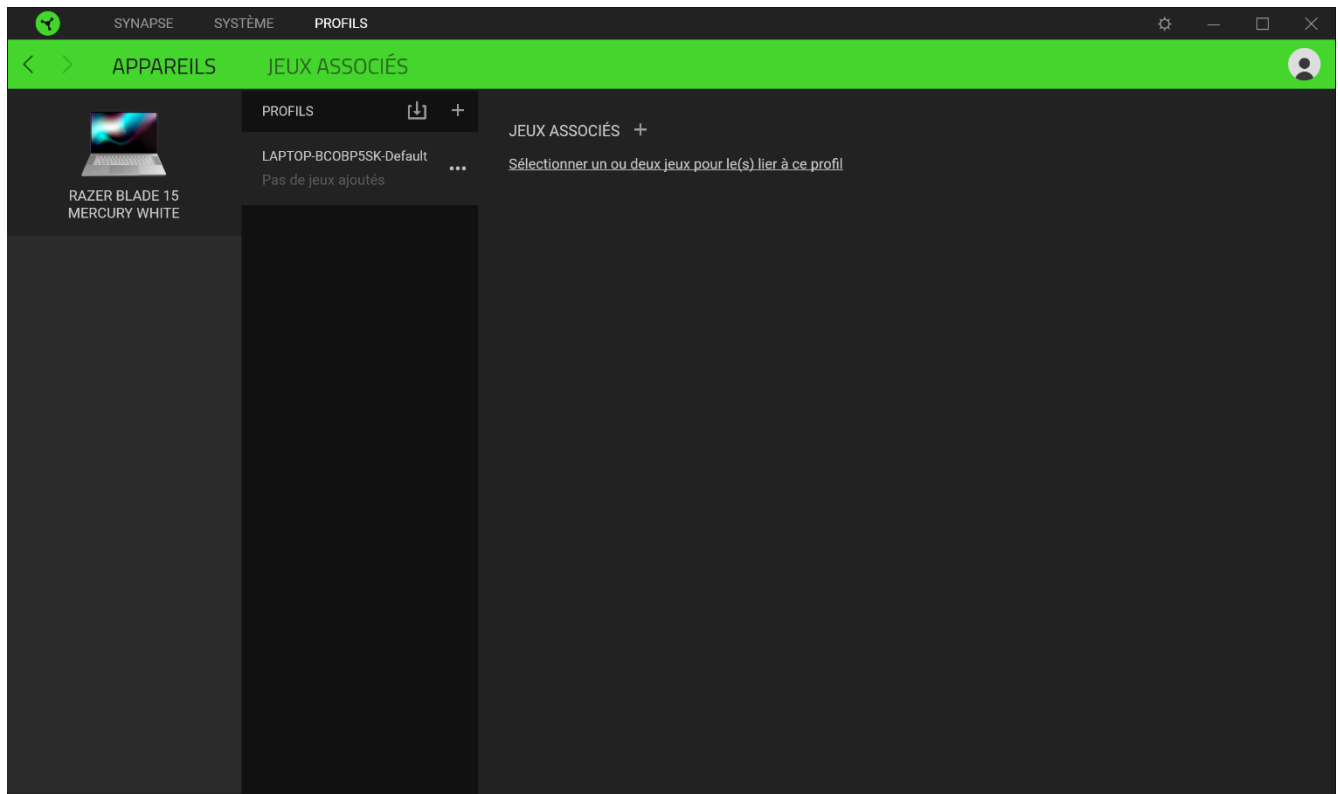 SYNAPSE
SYSTÈME
PROFILS
APPAREILS
JEUX ASSOCIÉS
RAZER BLADE 15
MERCURY WHITE
PROFILS
LAPTOP-BCOBP5SK-Default
Pas de jeux ajoutés
JEUX ASSOCIÉS
Sélectionner un ou deux jeux pour le(s) lier à ce profil